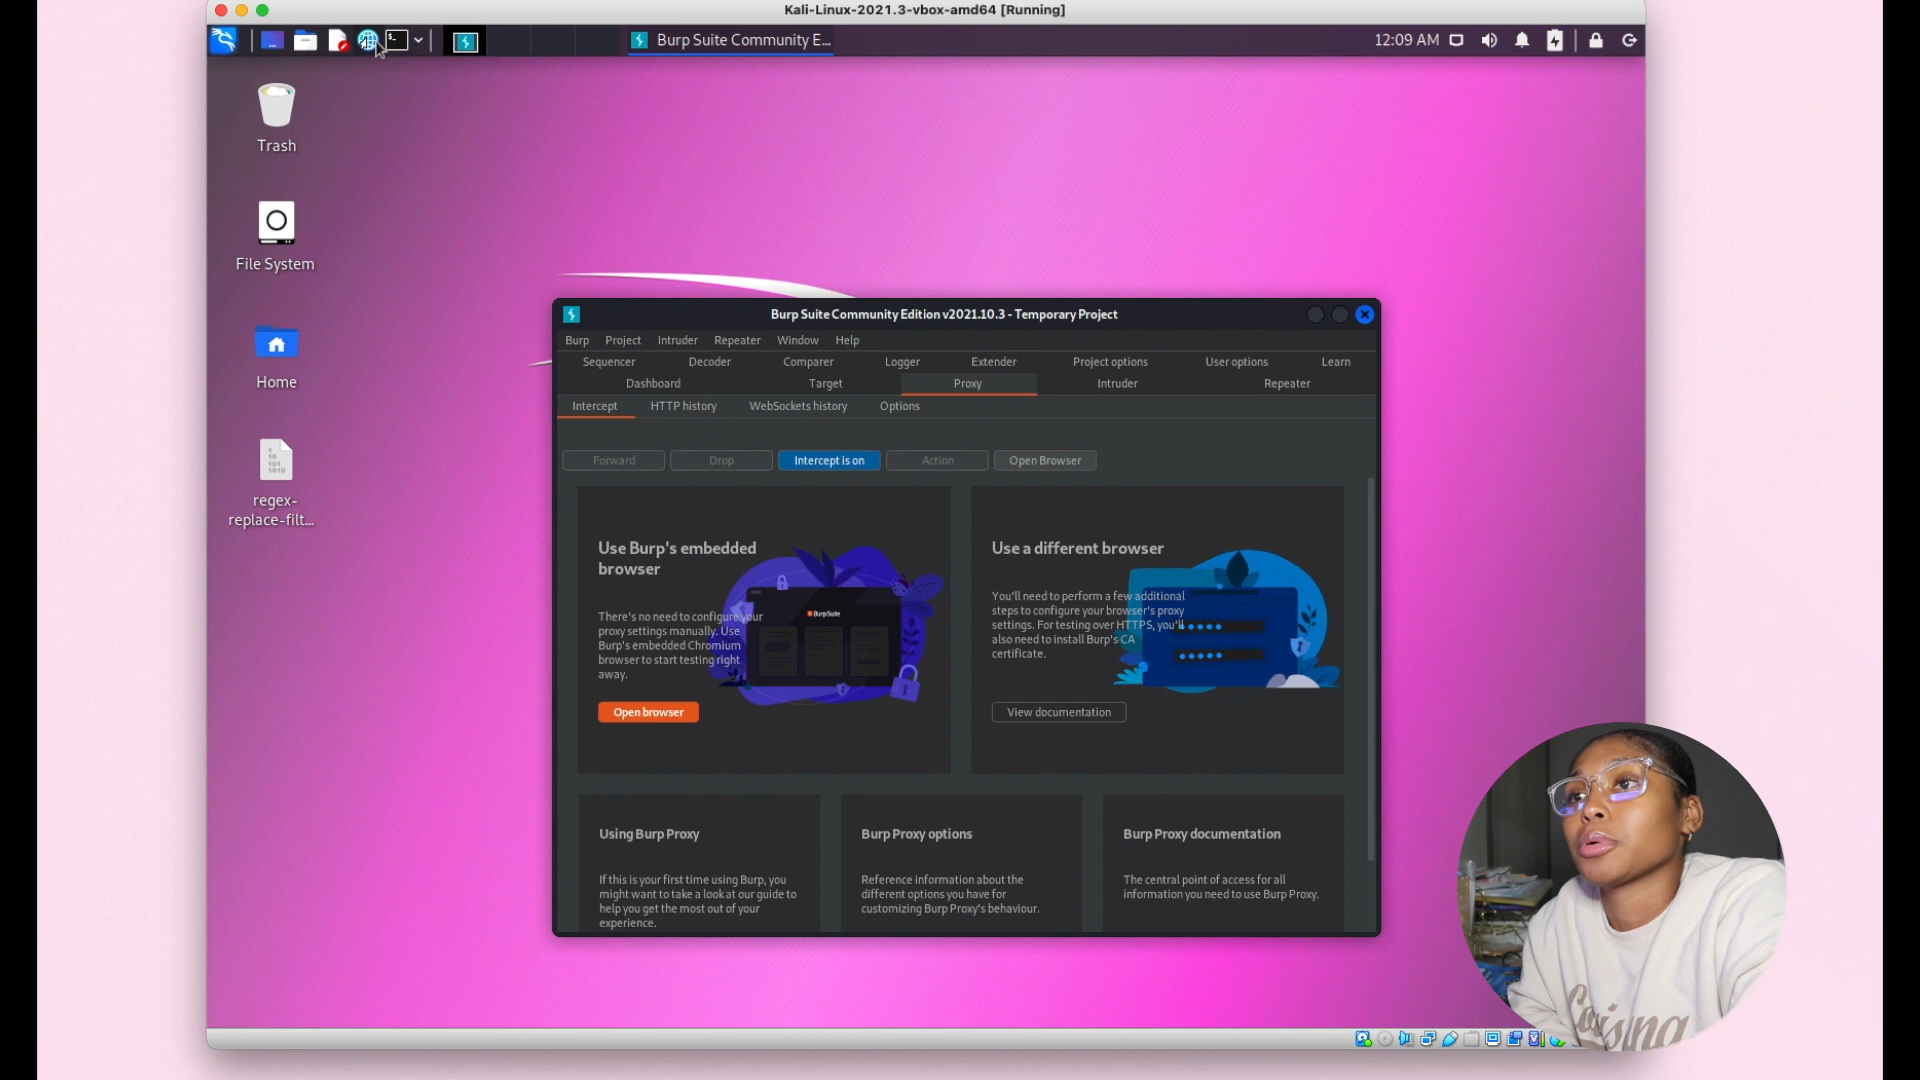 Kali-Linux-2021.3-vbox-amd64 [Running]
Burp Suite Community E...
12:09 AM
Trash
File System
Home
1
10
101
1010
regex-
replace-filt...
Burp Suite Community Edition v2021.10.3 - Temporary Project
Burp Project Intruder Repeater Window Help
Sequencer Decoder Comparer Logger Extender Project options User options Learn
Dashboard Target Proxy Intruder Repeater
Intercept HTTP history WebSockets history Options
Forward Drop Intercept is on Action Open Browser
Use Burp's embedded
browser
There's no need to configure your
proxy settings manually. Use
Burp's embedded Chromium
browser to start testing right
away.
BurpSuite
Open browser
Use a different browser
You'll need to perform a few additional
steps to configure your browser's proxy
settings. For testing over HTTPS, you'll
also need to install Burp's CA
certificate.
View documentation
Using Burp Proxy
If this is your first time using Burp, you
might want to take a look at our guide to
help you get the most out of your
experience.
Burp Proxy options
Reference information about the
different options you have for
customizing Burp Proxy's behaviour.
Burp Proxy documentation
The central point of access for all
information you need to use Burp Proxy.